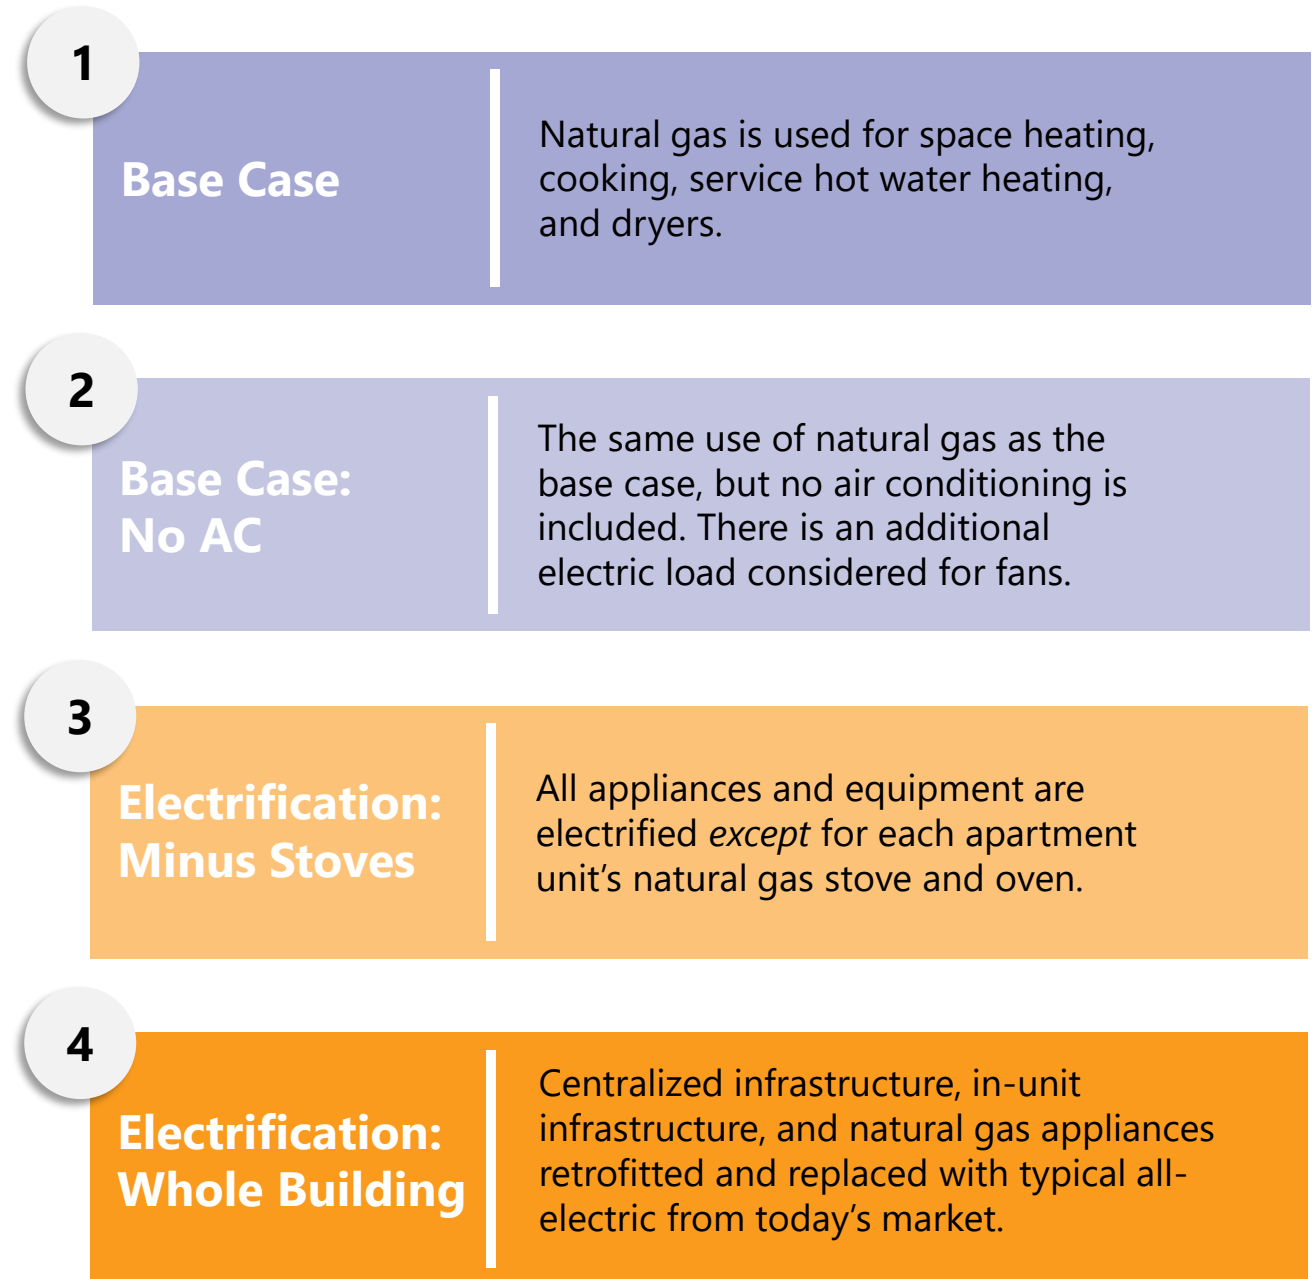 1
Base Case
Natural gas is used for space heating,
cooking, service hot water heating,
and dryers.
2
Base Case:
No AC
The same use of natural gas as the
base case, but no air conditioning is
included. There is an additional
electric load considered for fans.
3
Electrification:
Minus Stoves
All appliances and equipment are
electrified except for each apartment
unit’s natural gas stove and oven.
4
Electrification:
Whole Building
Centralized infrastructure, in-unit
infrastructure, and natural gas appliances
retrofitted and replaced with typical all-
electric from today’s market.